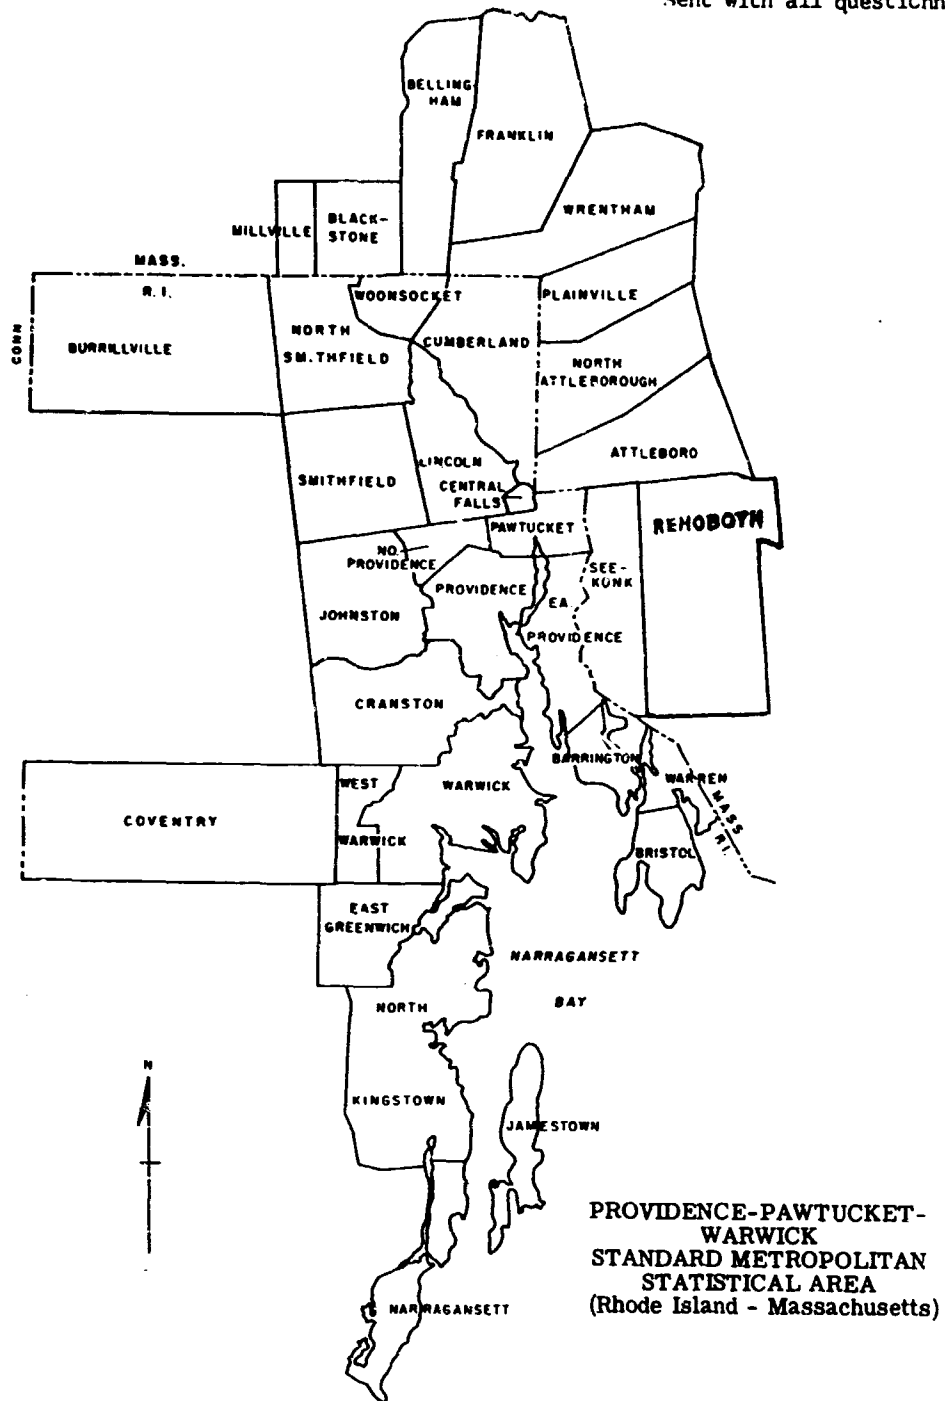 Sent with all questionn
BELLING
HAM
FRANKLIN
WRENTHAM
MILLVILLE
BLACK-
STONE
MASS.
R. I.
CONN
WOONSOCKET
PLAINVILLE
BURRILLVILLE
NORTH
SM.THFIELD
CUMBERLAND
NORTH
ATTLEBOROUGH
ATTLEBORO
LINCOLN
SMITHFIELD
CENTRAL
FALLS
REHOBOTH
PAWTUCKET
NO.
PROVIDENCE
SEE-
KONK
PROVIDENCE
EA.
PROVIDENCE
JOHNSTON
CRANSTON
BARRINGTON
WARREN
MASS
R.I.
WEST
WARWICK
WARWICK
COVENTRY
BRISTOL
EAST
GREENWICH
NARRAGANSETT
BAY
NORTH
KINGSTOWN
N
JAMESTOWN
NARRAGANSETT
PROVIDENCE-PAWTUCKET-
WARWICK
STANDARD METROPOLITAN
STATISTICAL AREA
(Rhode Island - Massachusetts)